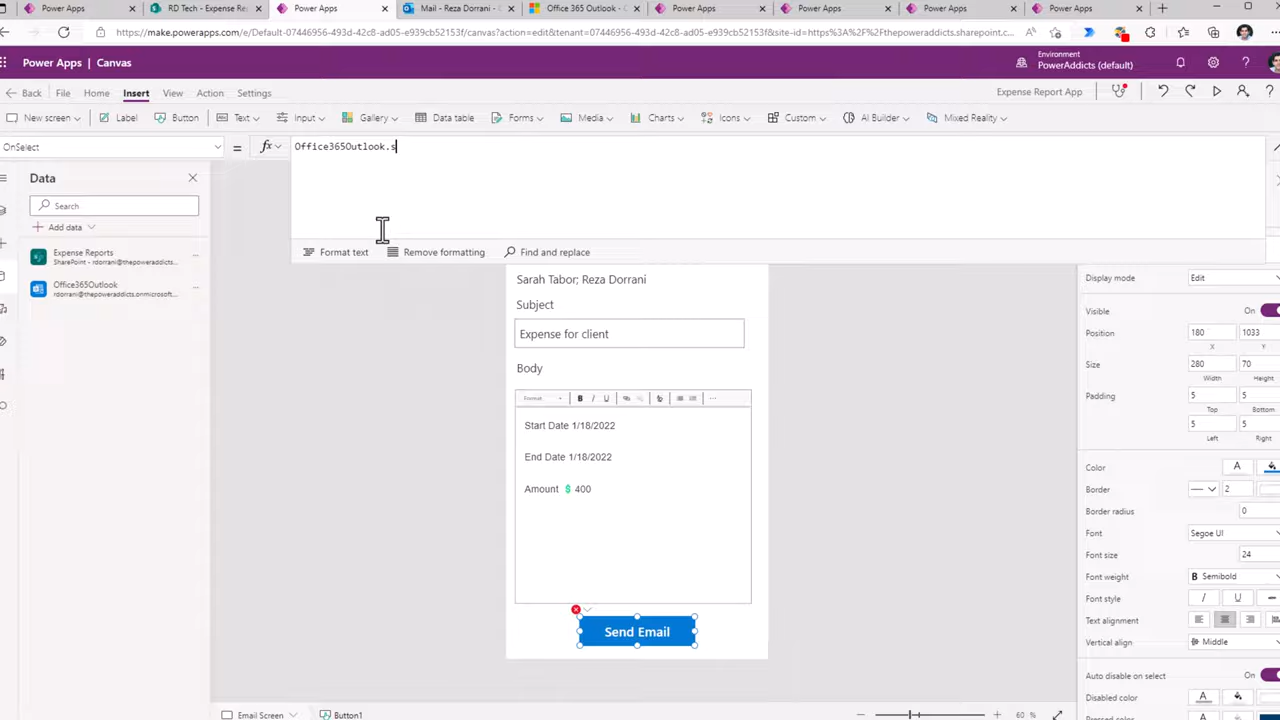 Power Apps
RD Tech - Expense Re
Power Apps
Mail - Reza Dorrani -
Office 365 Outlook - C
Power Apps
Power Apps
Power Apps
Power Apps
https://make.powerapps.com/e/Default-07446956-493d-42c8-ad05-e939cb52153f/canvas?action=edit&tenant=07446956-493d-42c8-ad05-e939cb52153f&site-id=https%3A%2F%2Fthepoweraddicts.sharepoint.c...
Power Apps | Canvas
Environment
PowerAddicts (default)
Back File Home Insert View Action Settings
Expense Report App
New screen Label Button Text Input Gallery Data table Forms Media Charts Icons Custom AI Builder Mixed Reality
OnSelect = fx Office365Outlook.s
Data
Search
Format text Remove formatting Find and replace
Add data
Expense Reports
SharePoint - rdorrani@thepoweraddicts...
Office365Outlook
rdorrani@thepoweraddicts.onmicrosoft...
Sarah Tabor; Reza Dorrani
Subject
Expense for client
Body
Format B I U
Start Date 1/18/2022
End Date 1/18/2022
Amount $ 400
Send Email
Display mode Edit
Visible On
Position 180 1033
X Y
Size 280 70
Width Height
Padding 5 5
Top Bottom
5 5
Left Right
Color A
Border 2
Border radius 0
Font Segoe UI
Font size 24
Font weight B Semibold
Font style / U
Text alignment
Vertical align Middle
Auto disable on select On
Disabled color
Pressed color
Email Screen Button1
60 %